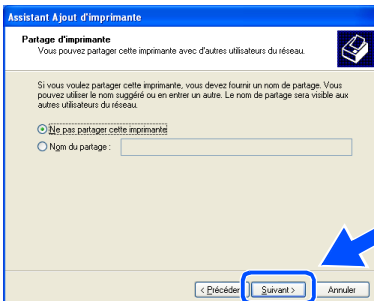 Assistant Ajout d'imprimante
Partage d'imprimante
Vous pouvez partager cette imprimante avec d'autres utilisateurs du réseau.
Si vous voulez partager cette imprimante, vous devez fournir un nom de partage. Vous
pouvez utiliser le nom suggéré ou en entrer un autre. Le nom de partage sera visible aux
autres utilisateurs du réseau.
Ne pas partager cette imprimante
Nom du partage :
< Précéder Suivant > Annuler